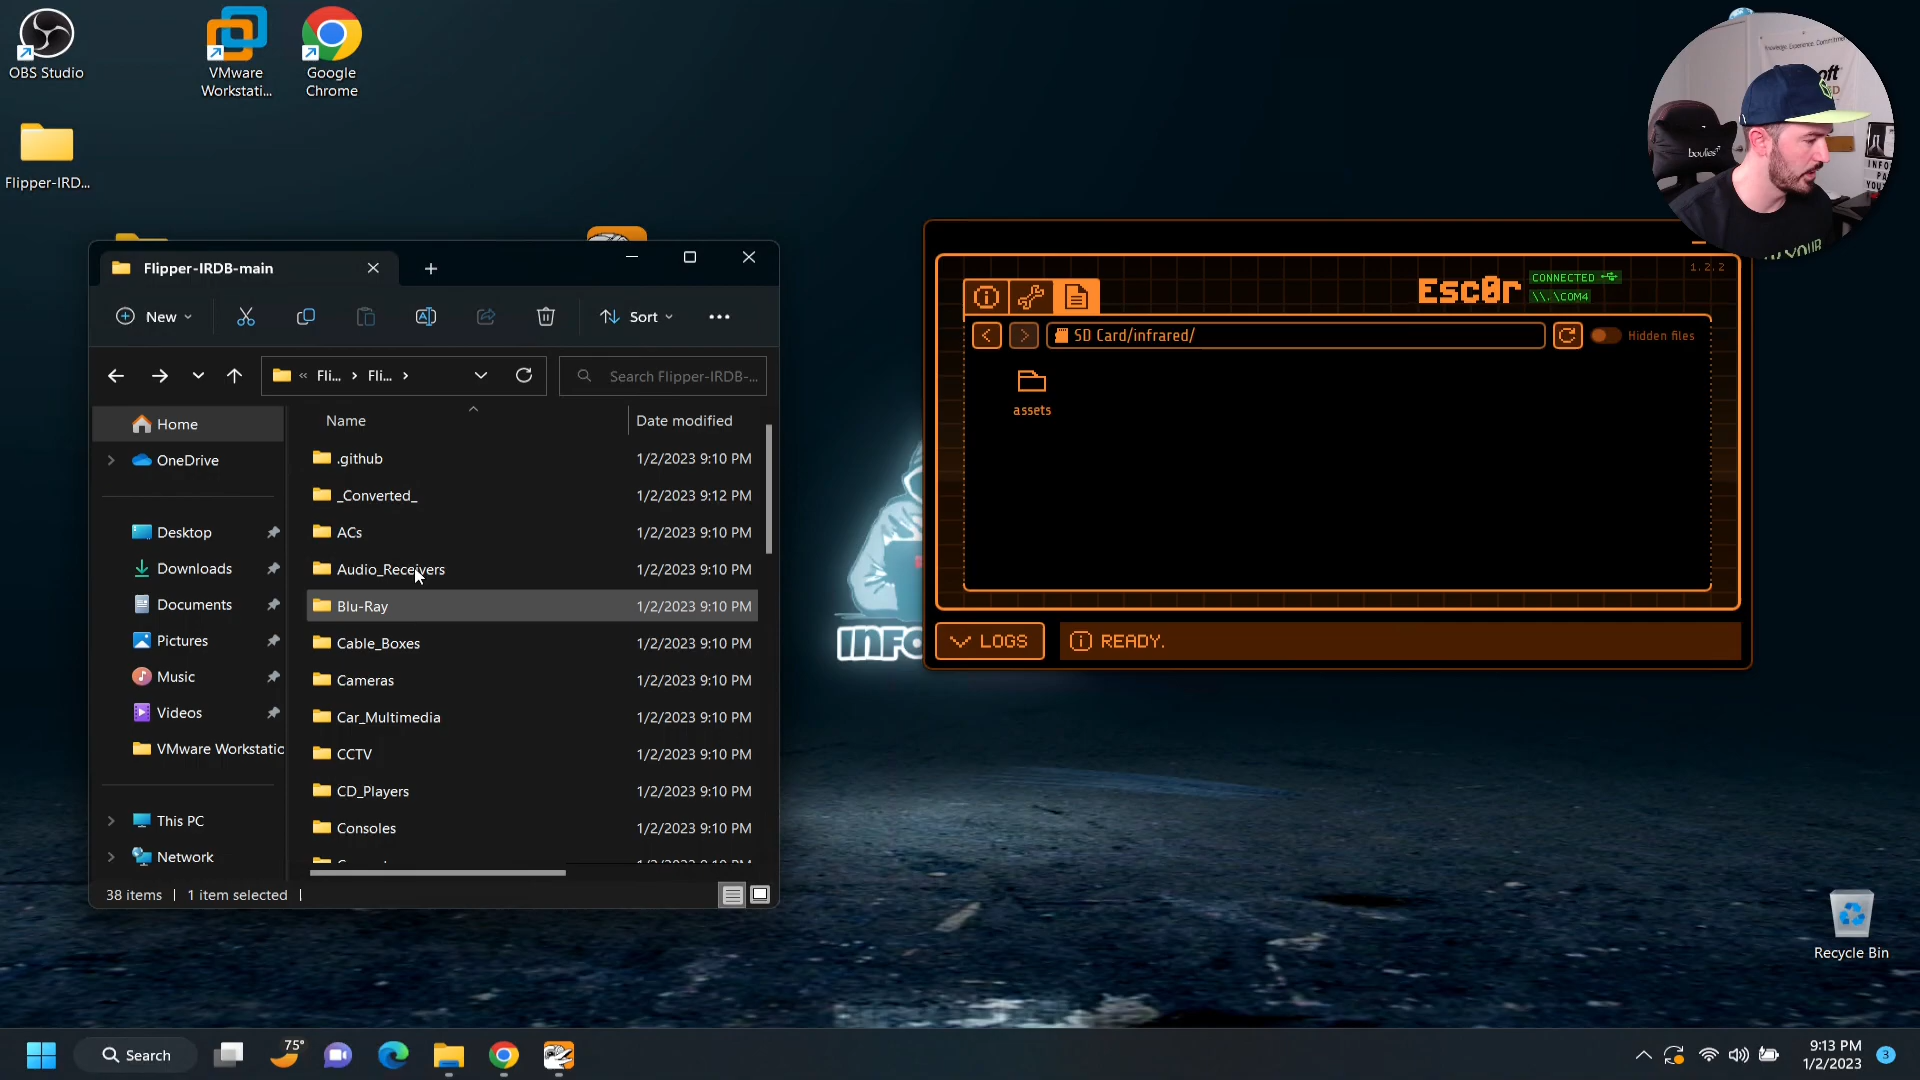 OBS Studio
VMware
Workstati...
Google
Chrome
Flipper-IRD...
Flipper-IRDB-main
New
Sort
Fli...
Fli...
Search Flipper-IRDB-...
Home
OneDrive
Desktop
Downloads
Documents
Pictures
Music
Videos
VMware Workstatic
This PC
Network
Name
Date modified
.github
1/2/2023 9:10 PM
_Converted_
1/2/2023 9:12 PM
ACs
1/2/2023 9:10 PM
Audio_Receivers
1/2/2023 9:10 PM
Blu-Ray
1/2/2023 9:10 PM
Cable_Boxes
1/2/2023 9:10 PM
Cameras
1/2/2023 9:10 PM
Car_Multimedia
1/2/2023 9:10 PM
CCTV
1/2/2023 9:10 PM
CD_Players
1/2/2023 9:10 PM
Consoles
1/2/2023 9:10 PM
38 items
1 item selected
1.2.2
Esc0r
CONNECTED
\\.\COM4
SD Card/infrared/
Hidden files
assets
LOGS
READY.
INFO
boulies
Recycle Bin
75°
Search
9:13 PM
1/2/2023
3